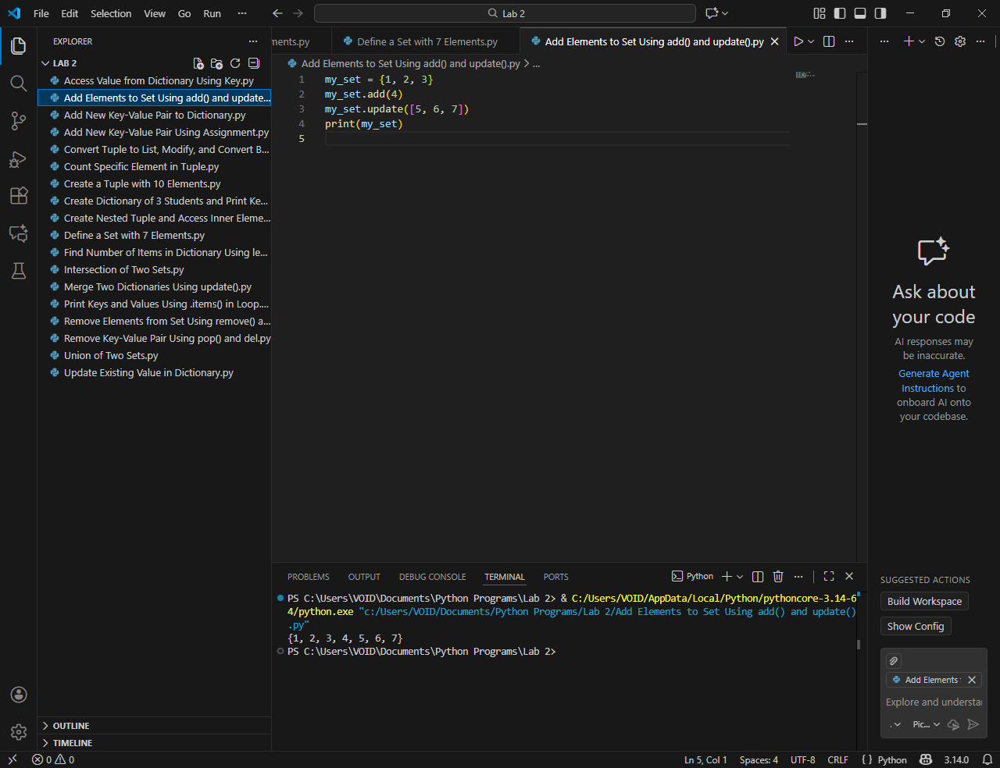 File Edit Selection View Go Run ··· Lab 2
EXPLORER ···
LAB 2
Access Value from Dictionary Using Key.py
Add Elements to Set Using add() and update...
Add New Key-Value Pair to Dictionary.py
Add New Key-Value Pair Using Assignment.py
Convert Tuple to List, Modify, and Convert B...
Count Specific Element in Tuple.py
Create a Tuple with 10 Elements.py
Create Dictionary of 3 Students and Print Ke...
Create Nested Tuple and Access Inner Eleme...
Define a Set with 7 Elements.py
Find Number of Items in Dictionary Using le...
Intersection of Two Sets.py
Merge Two Dictionaries Using update().py
Print Keys and Values Using .items() in Loop....
Remove Elements from Set Using remove() a...
Remove Key-Value Pair Using pop() and del.py
Union of Two Sets.py
Update Existing Value in Dictionary.py
OUTLINE
TIMELINE
ments.py Define a Set with 7 Elements.py Add Elements to Set Using add() and update().py
Add Elements to Set Using add() and update().py > ...
1 my_set = {1, 2, 3}
2 my_set.add(4)
3 my_set.update([5, 6, 7])
4 print(my_set)
5
PROBLEMS OUTPUT DEBUG CONSOLE TERMINAL PORTS Python
PS C:\Users\VOID\Documents\Python Programs\Lab 2> & C:/Users/VOID/AppData/Local/Python/pythoncore-3.14-6
4/python.exe "c:/Users/VOID/Documents/Python Programs/Lab 2/Add Elements to Set Using add() and update()
.py"
{1, 2, 3, 4, 5, 6, 7}
PS C:\Users\VOID\Documents\Python Programs\Lab 2>
Ask about
your code
AI responses may
be inaccurate.
Generate Agent
Instructions to
onboard AI onto
your codebase.
SUGGESTED ACTIONS
Build Workspace
Show Config
Add Elements
Explore and understa
Pic...
0 0 Ln 5, Col 1 Spaces: 4 UTF-8 CRLF { } Python 3.14.0